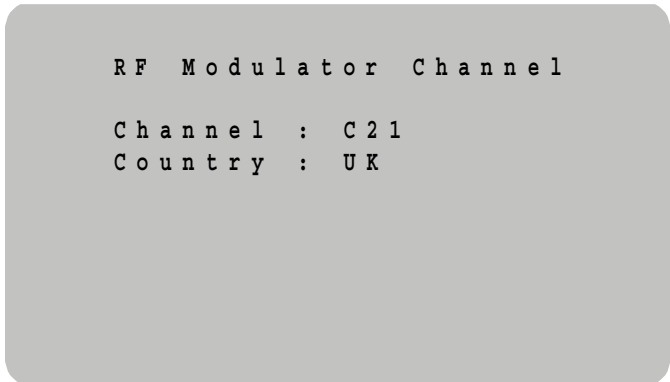 RF Modulator Channel
Channel : C21
Country : UK